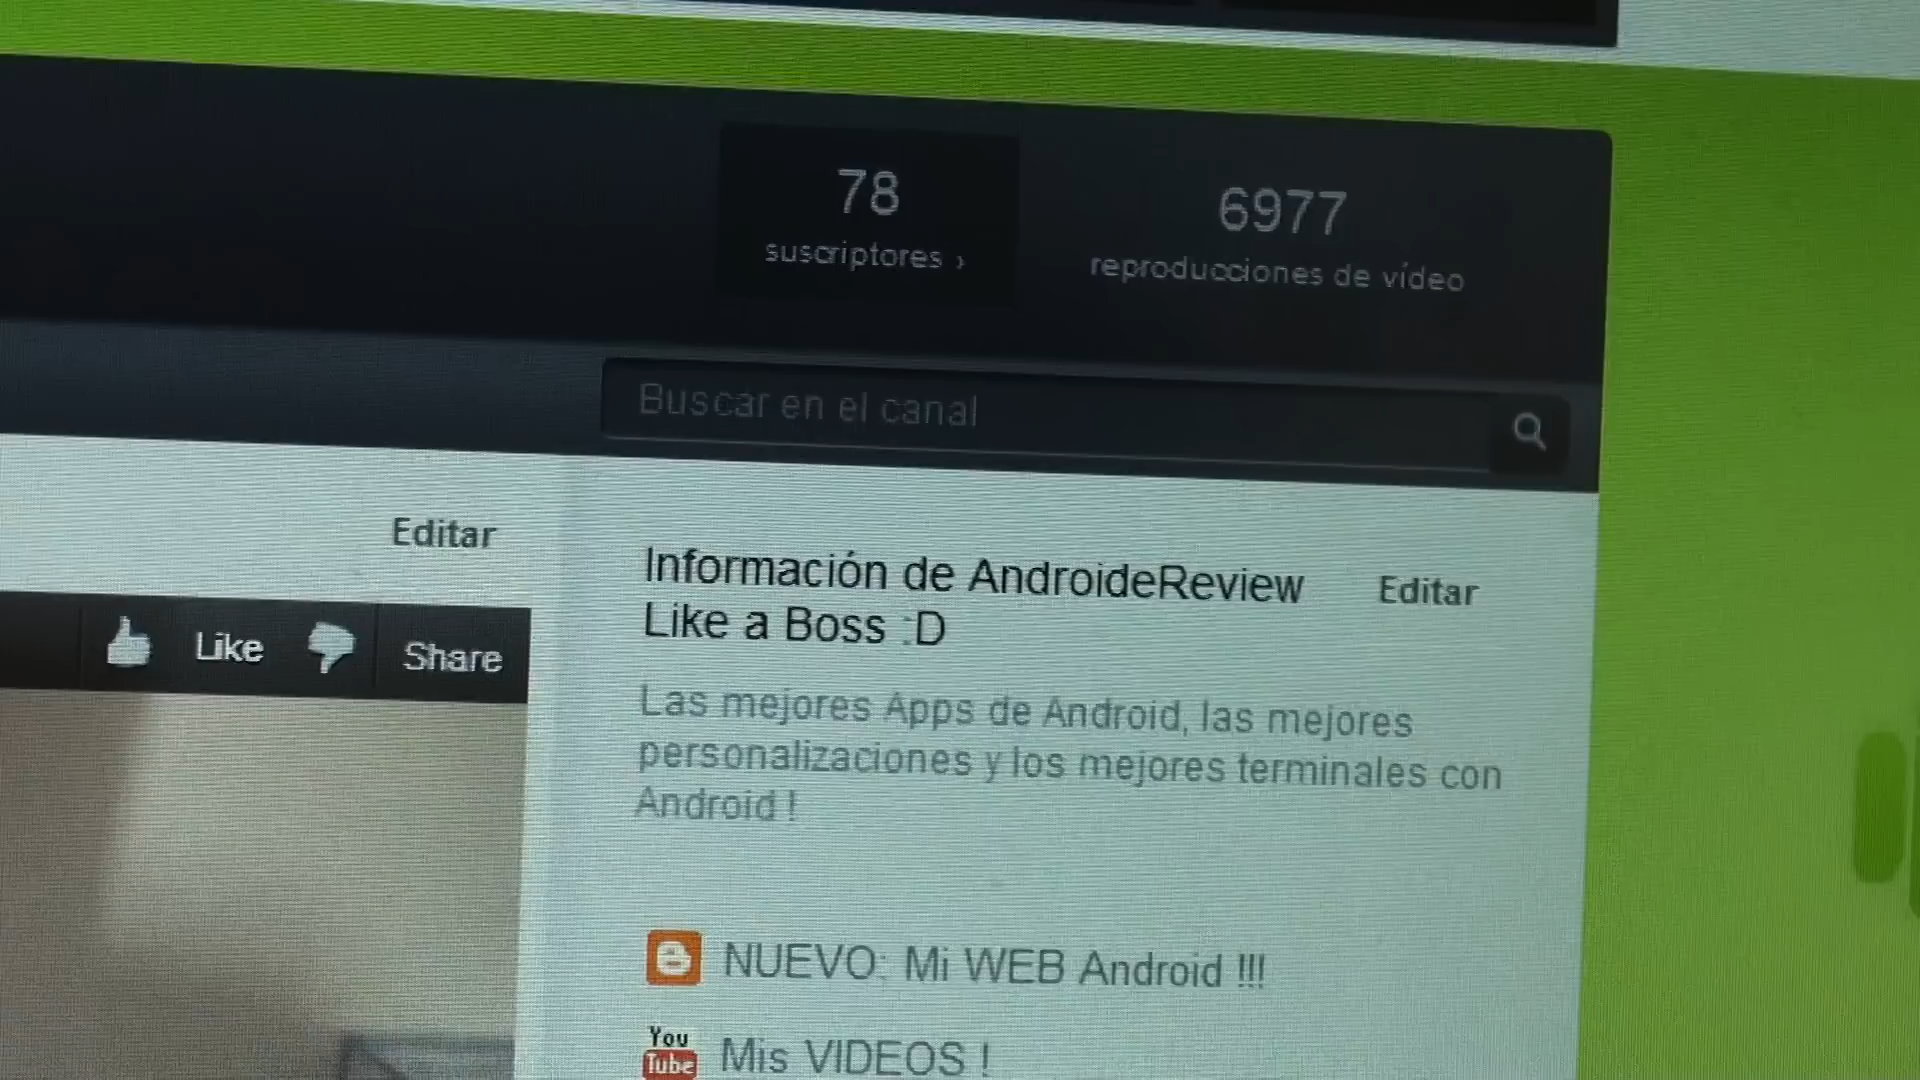 78
suscriptores ›
6977
reproducciones de vídeo
Buscar en el canal
Editar
Like
Share
Información de AndroideReview
Like a Boss :D
Editar
Las mejores Apps de Android, las mejores
personalizaciones y los mejores terminales con
Android !
NUEVO: Mi WEB Android !!!
You
Tube
Mis VIDEOS !